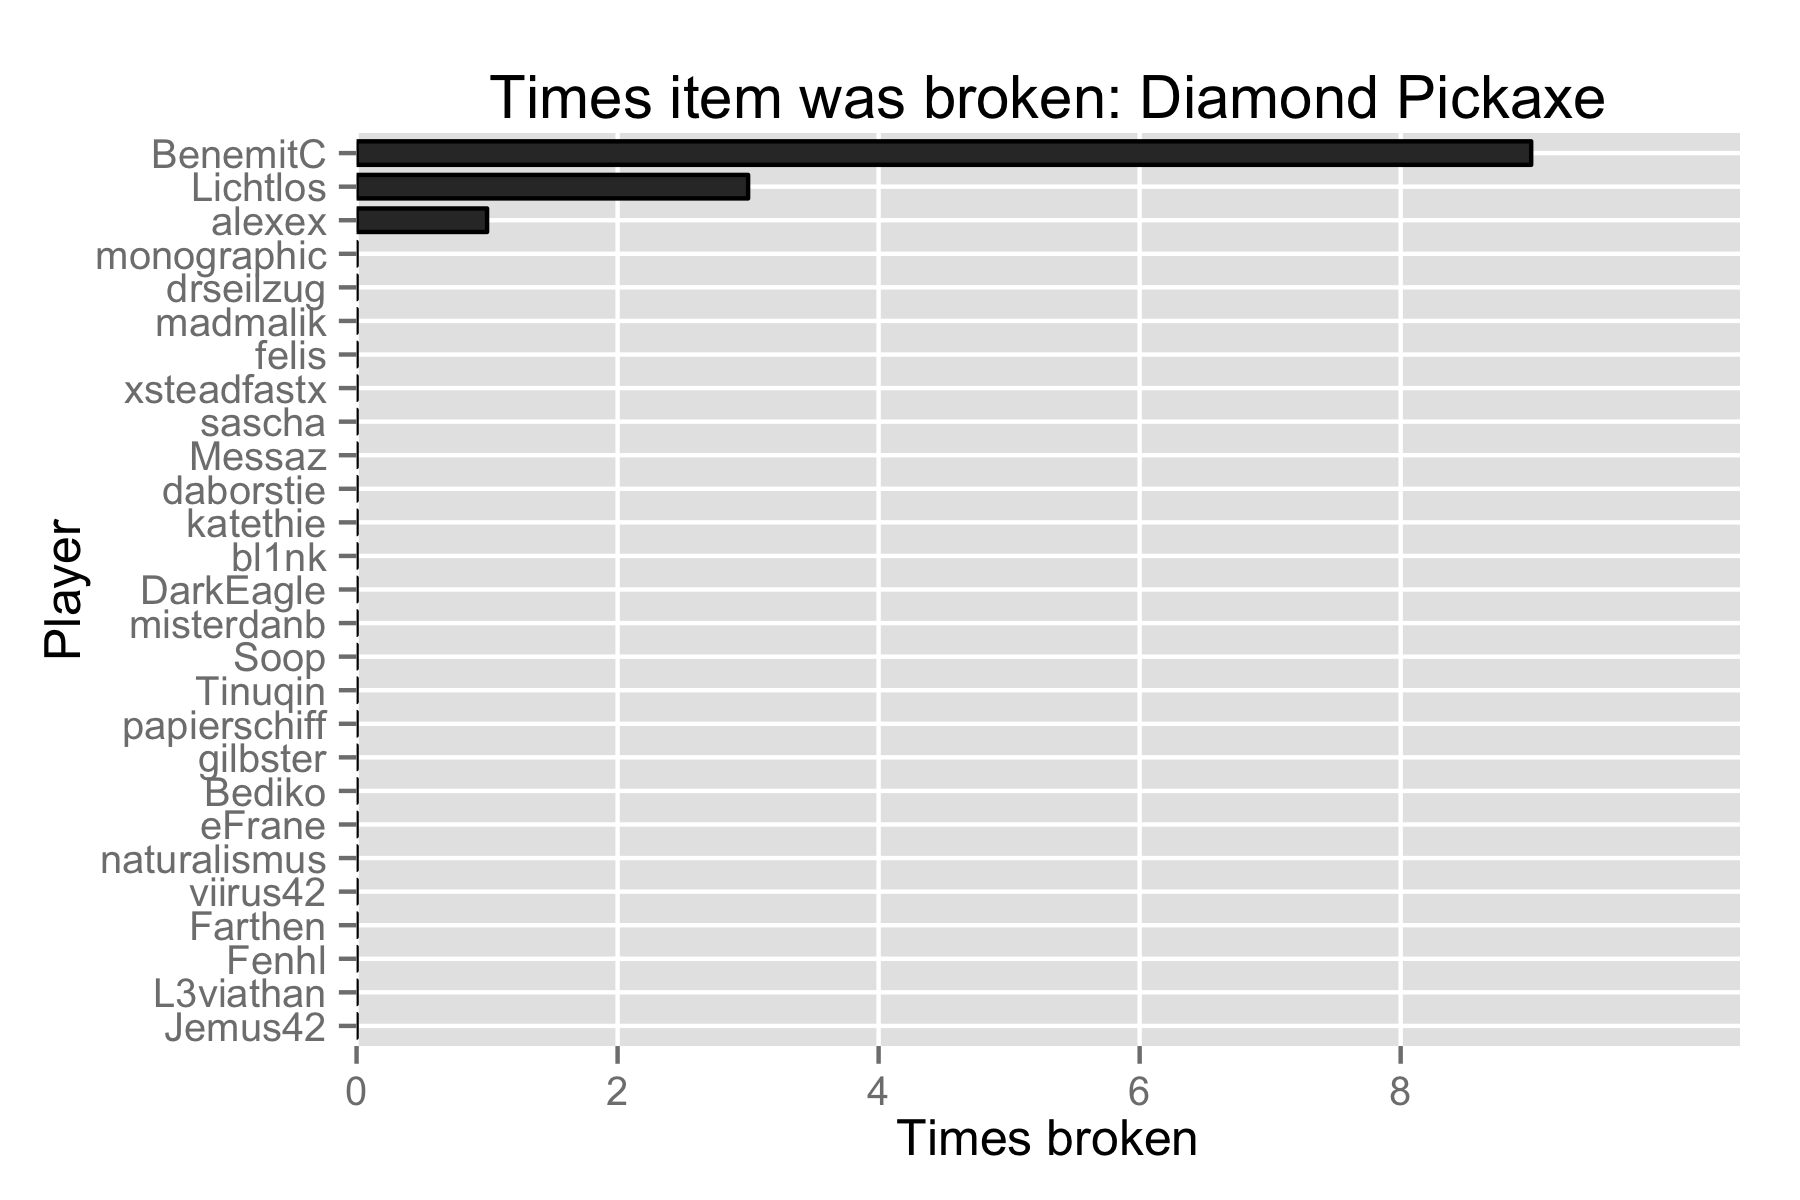 Times item was broken: Diamond Pickaxe
BenemitC
Lichtlos
alexex
monographic
drseilzug
madmalik
felis
xsteadfastx
sascha
Messaz
daborstie
katethie
bl1nk
DarkEagle
misterdanb
Soop
Tinuqin
papierschiff
gilbster
Bediko
eFrane
naturalismus
viirus42
Farthen
Fenhl
L3viathan
Jemus42
Player
0 2 4 6 8
Times broken